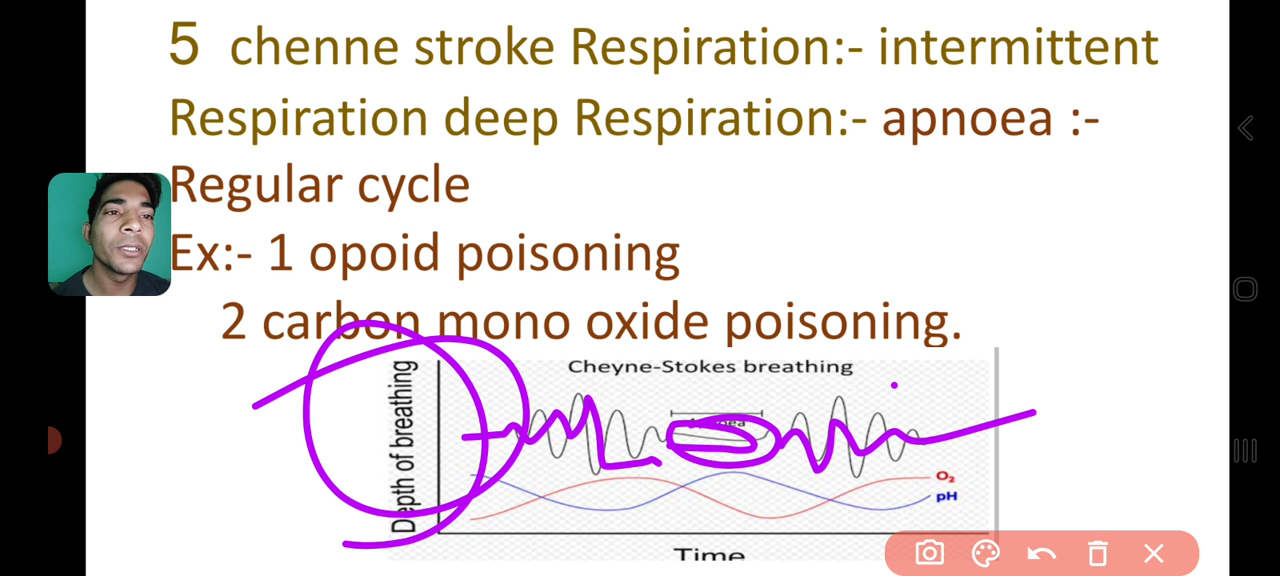 5 chenne stroke Respiration:- intermittent
Respiration deep Respiration:- apnoea :-
Regular cycle
Ex:- 1 opoid poisoning
2 carbon mono oxide poisoning.
Cheyne-Stokes breathing
Depth of breathing
O₂
pH
Time